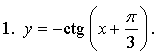 1. y = −ctg(x + π/3).